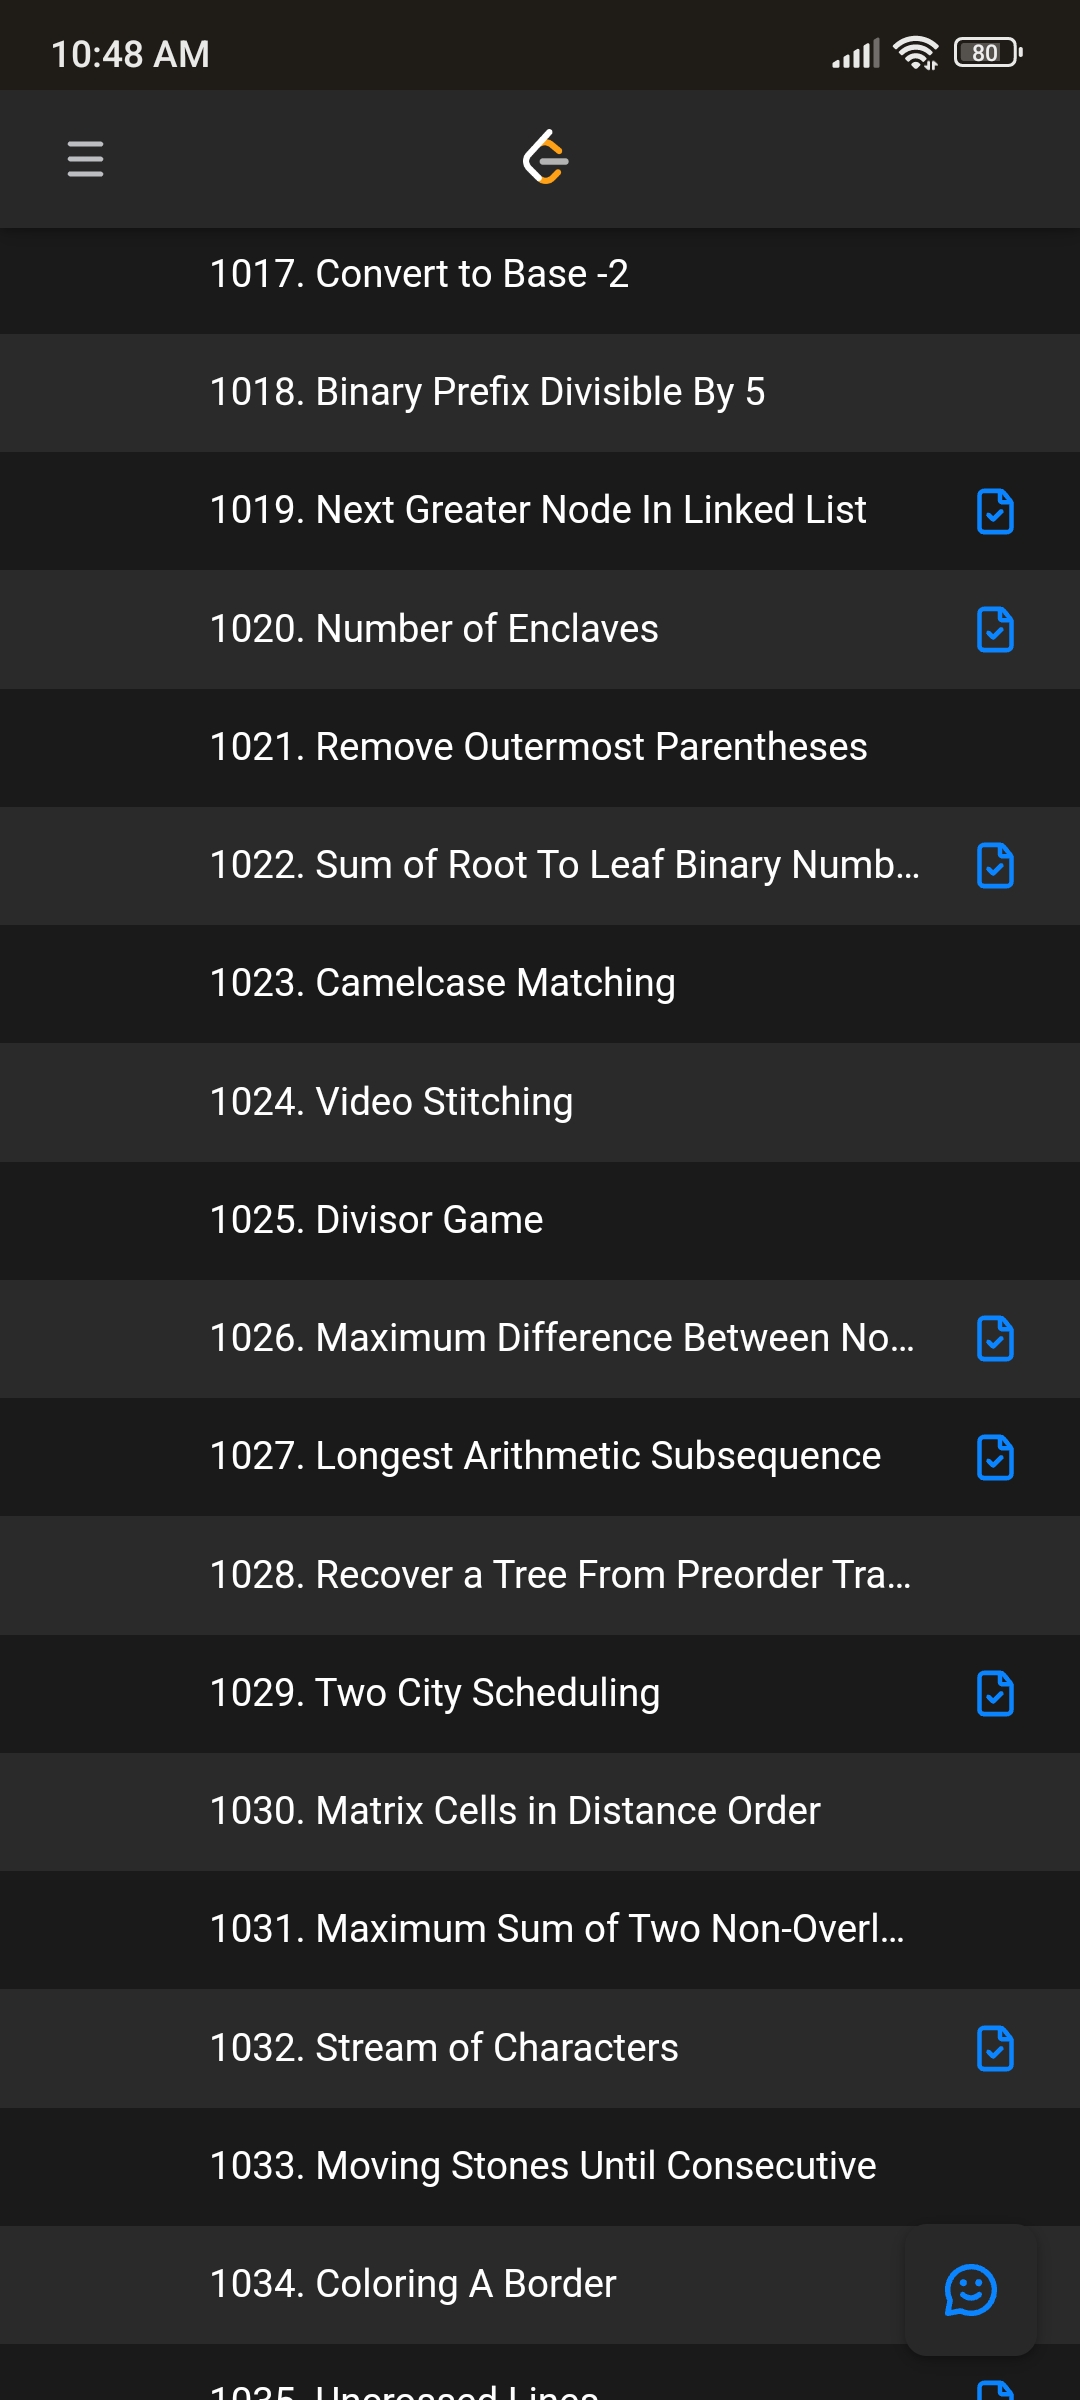 10:48 AM
80
1017. Convert to Base -2
1018. Binary Prefix Divisible By 5
1019. Next Greater Node In Linked List
1020. Number of Enclaves
1021. Remove Outermost Parentheses
1022. Sum of Root To Leaf Binary Numb...
1023. Camelcase Matching
1024. Video Stitching
1025. Divisor Game
1026. Maximum Difference Between No...
1027. Longest Arithmetic Subsequence
1028. Recover a Tree From Preorder Tra...
1029. Two City Scheduling
1030. Matrix Cells in Distance Order
1031. Maximum Sum of Two Non-Overl...
1032. Stream of Characters
1033. Moving Stones Until Consecutive
1034. Coloring A Border
1035. Uncrossed Lines